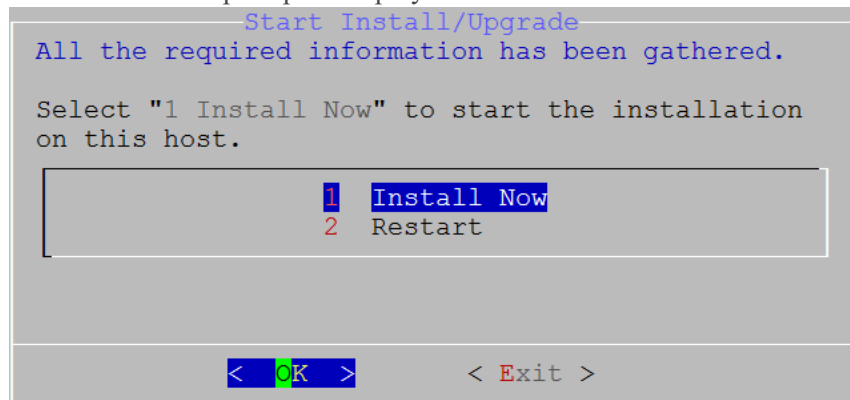 Start Install/Upgrade
All the required information has been gathered.
Select "1 Install Now" to start the installation
on this host.
1 Install Now
2 Restart
< OK > < Exit >